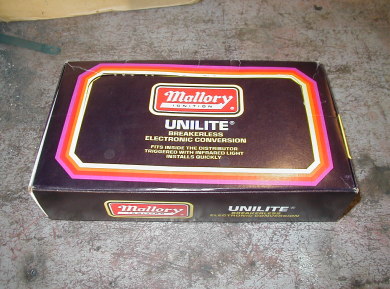 Mallory
IGNITION
UNILITE®
BREAKERLESS
ELECTRONIC CONVERSION
FITS INSIDE THE DISTRIBUTOR
TRIGGERED WITH INFRARED LIGHT
INSTALLS QUICKLY
Mallory
UNILITE®
BREAKERLESS
ELECTRONIC CONVERSION